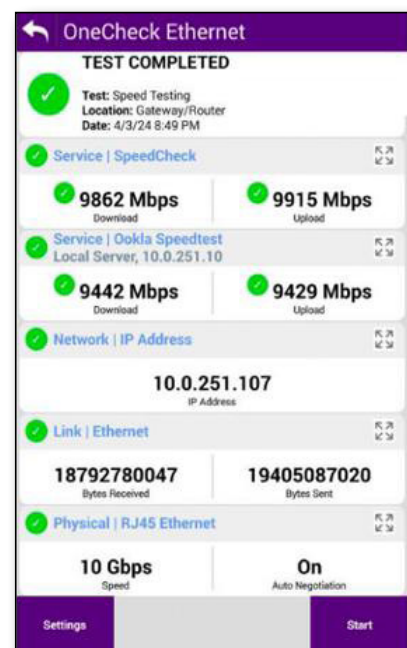 OneCheck Ethernet
TEST COMPLETED
Test: Speed Testing
Location: Gateway/Router
Date: 4/3/24 8:49 PM
Service | SpeedCheck
9862 Mbps
Download
9915 Mbps
Upload
Service | Ookla Speedtest
Local Server, 10.0.251.10
9442 Mbps
Download
9429 Mbps
Upload
Network | IP Address
10.0.251.107
IP Address
Link | Ethernet
18792780047
Bytes Received
19405087020
Bytes Sent
Physical | RJ45 Ethernet
10 Gbps
Speed
On
Auto Negotiation
Settings
Start